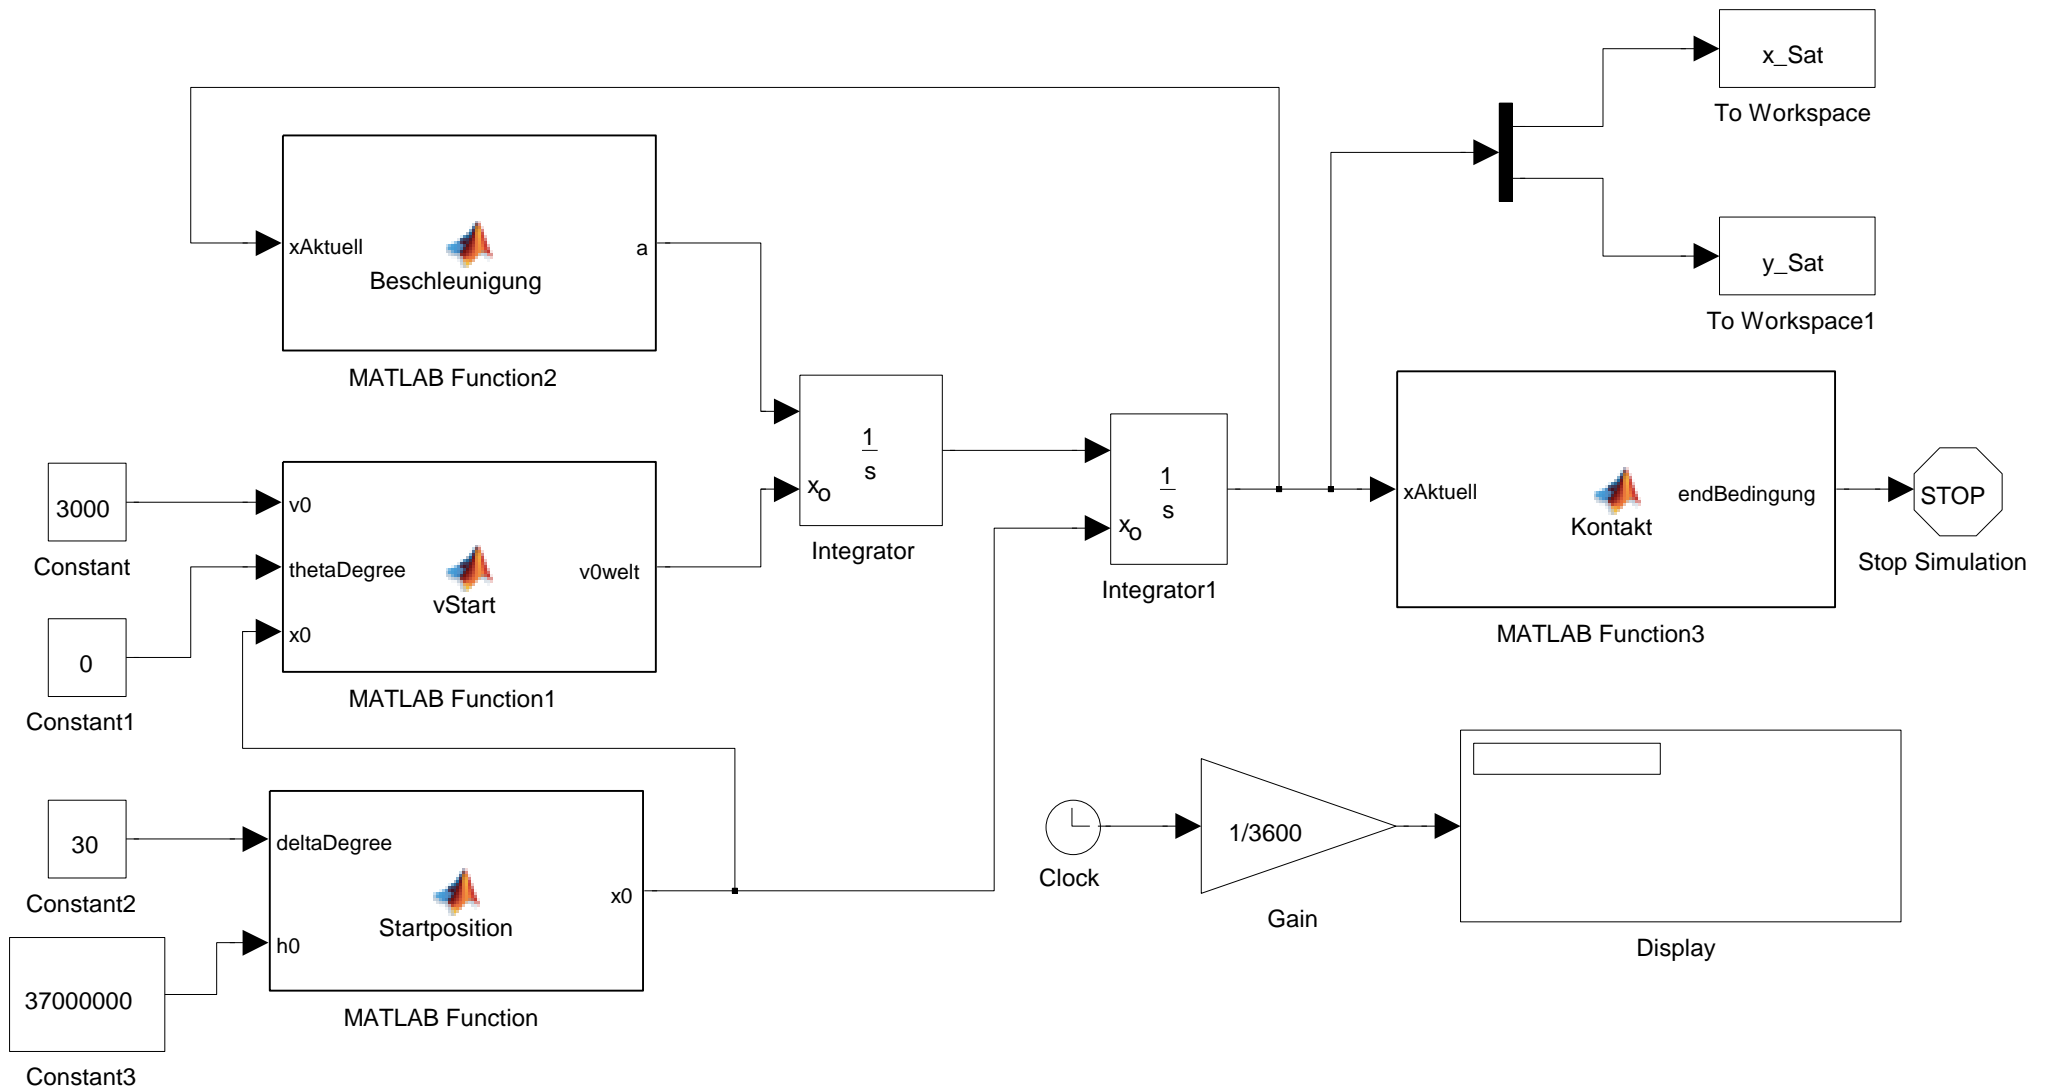 x_Sat
To Workspace
xAktuell
a
Beschleunigung
MATLAB Function2
y_Sat
To Workspace1
1
s
xo
Integrator
1
s
xo
Integrator1
xAktuell
endBedingung
Kontakt
MATLAB Function3
STOP
Stop Simulation
3000
Constant
v0
thetaDegree
x0
v0welt
vStart
MATLAB Function1
0
Constant1
30
Constant2
deltaDegree
h0
x0
Startposition
MATLAB Function
37000000
Constant3
Clock
1/3600
Gain
Display